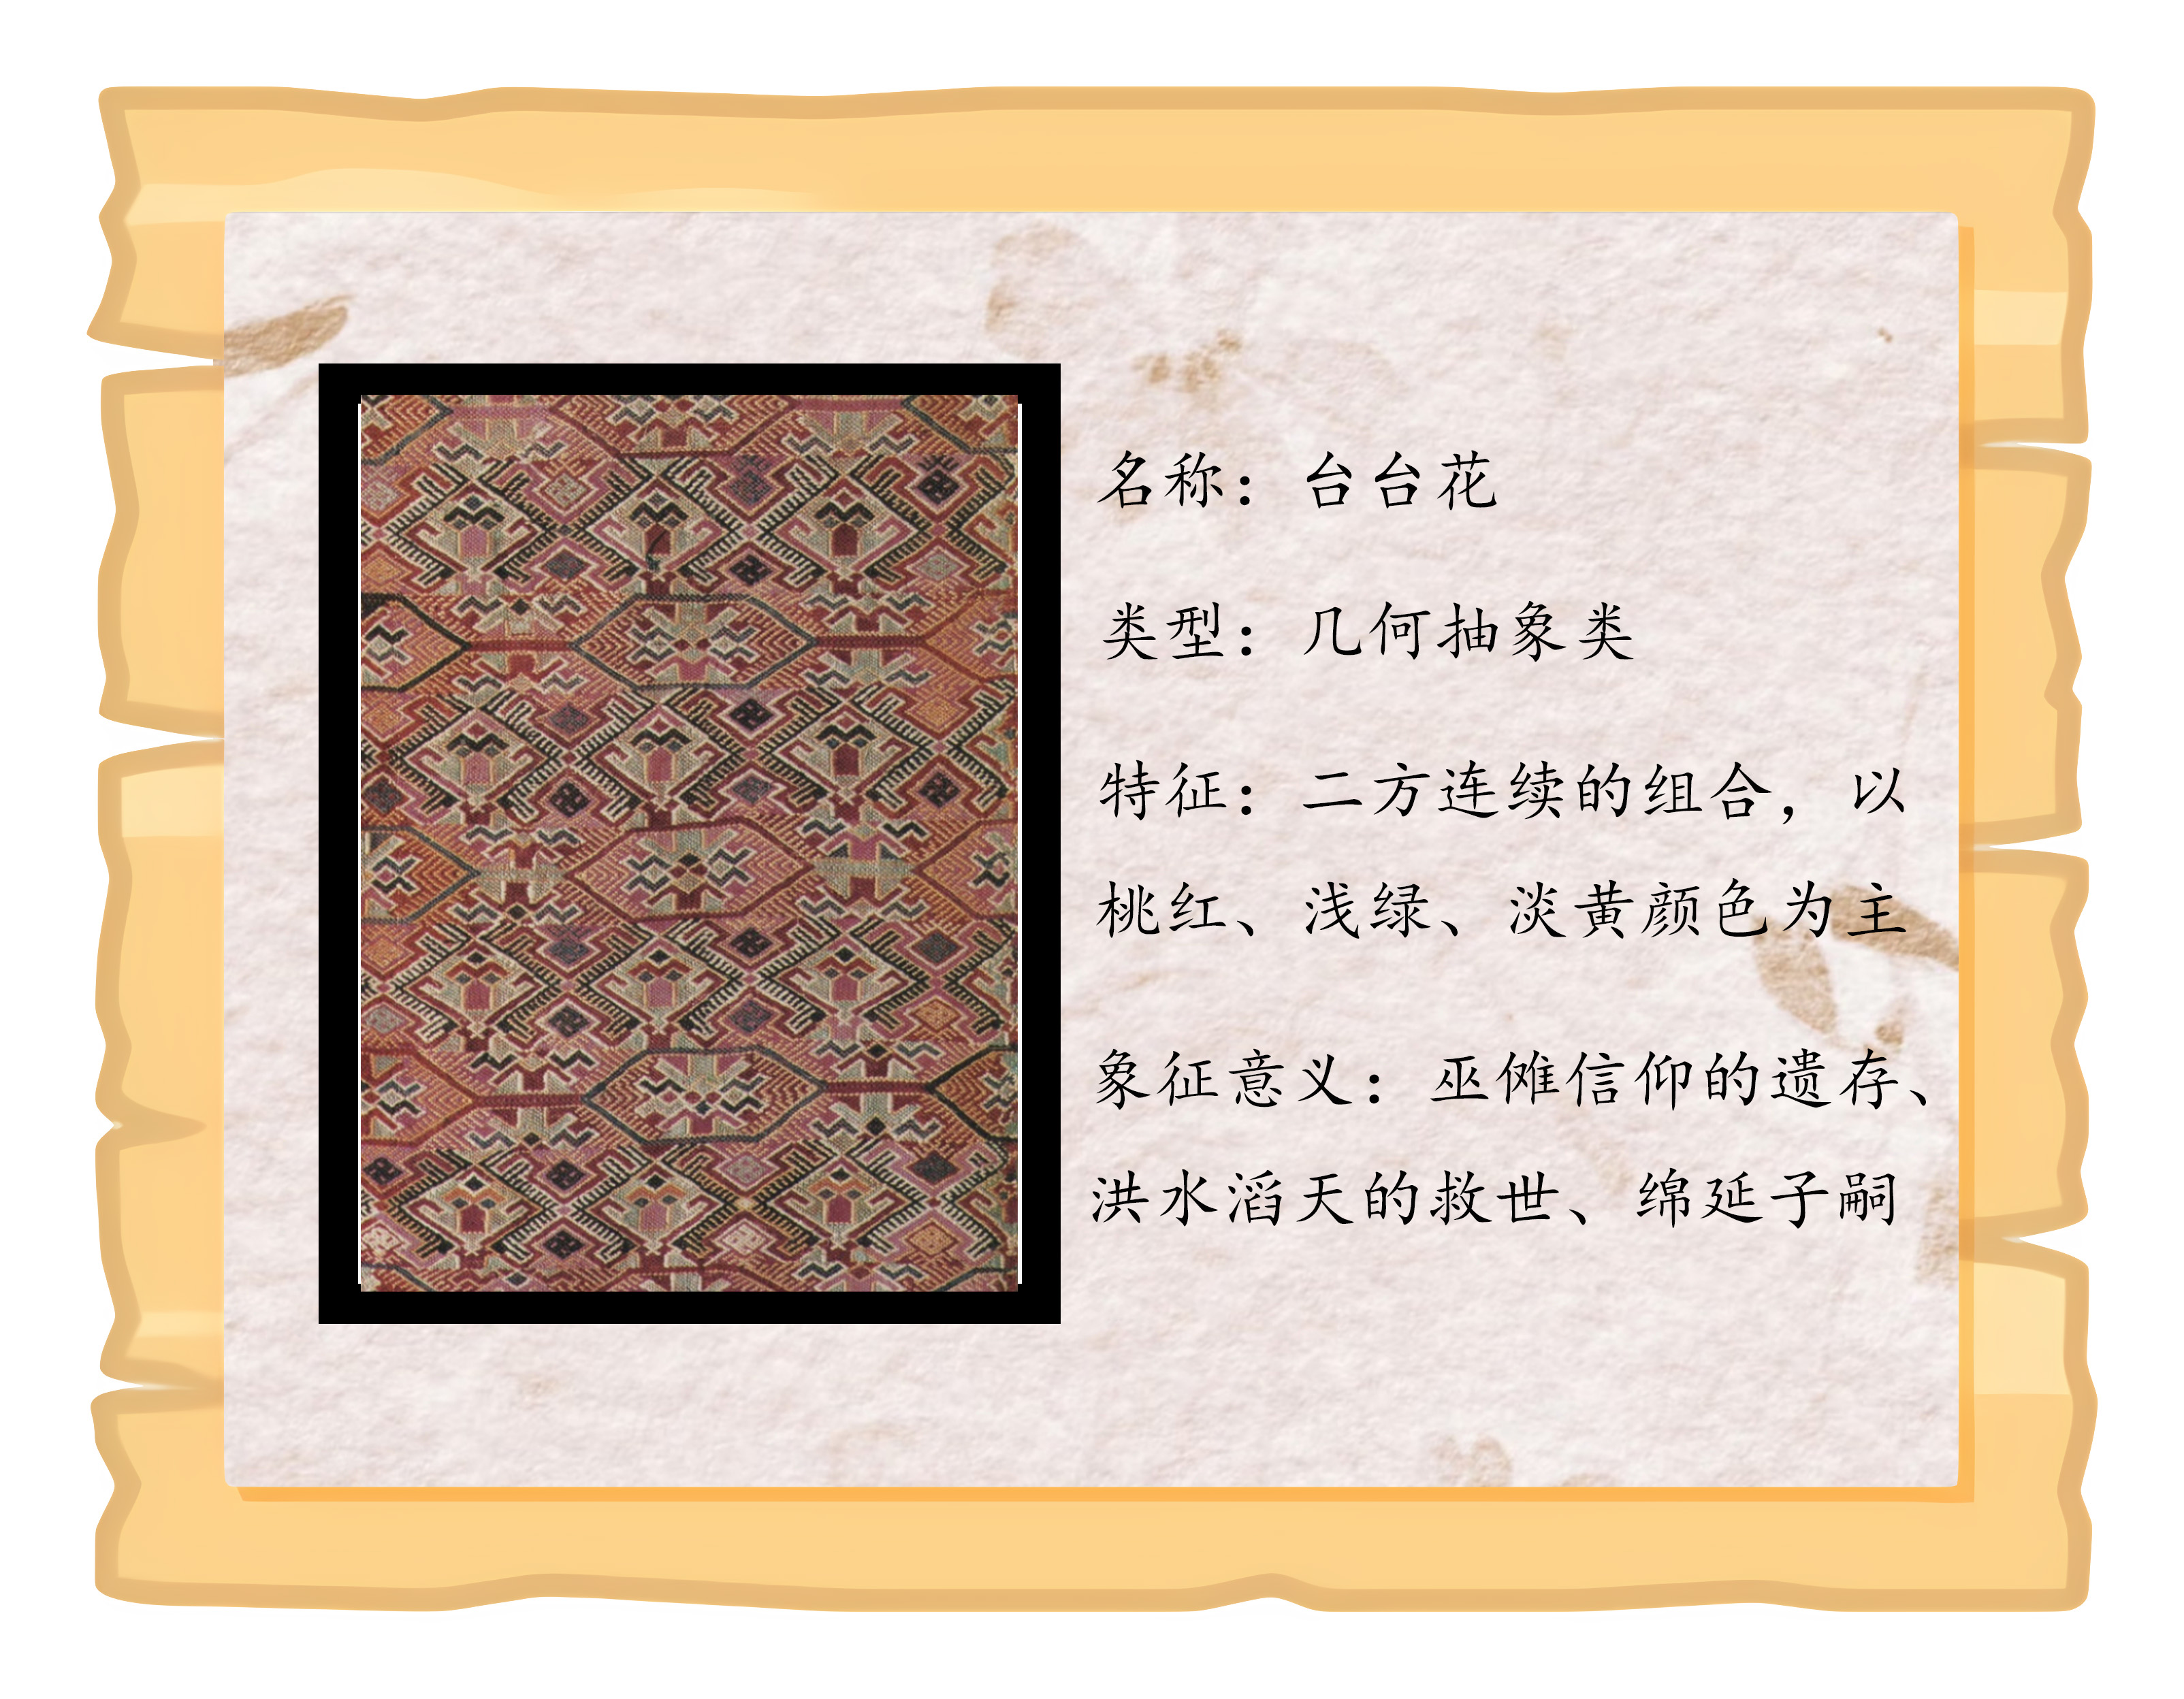 名称：台台花
类型：几何抽象类
特征：二方连续的组合，以
桃红、浅绿、淡黄颜色为主
象征意义：巫傩信仰的遗存、
洪水滔天的救世、绵延子嗣